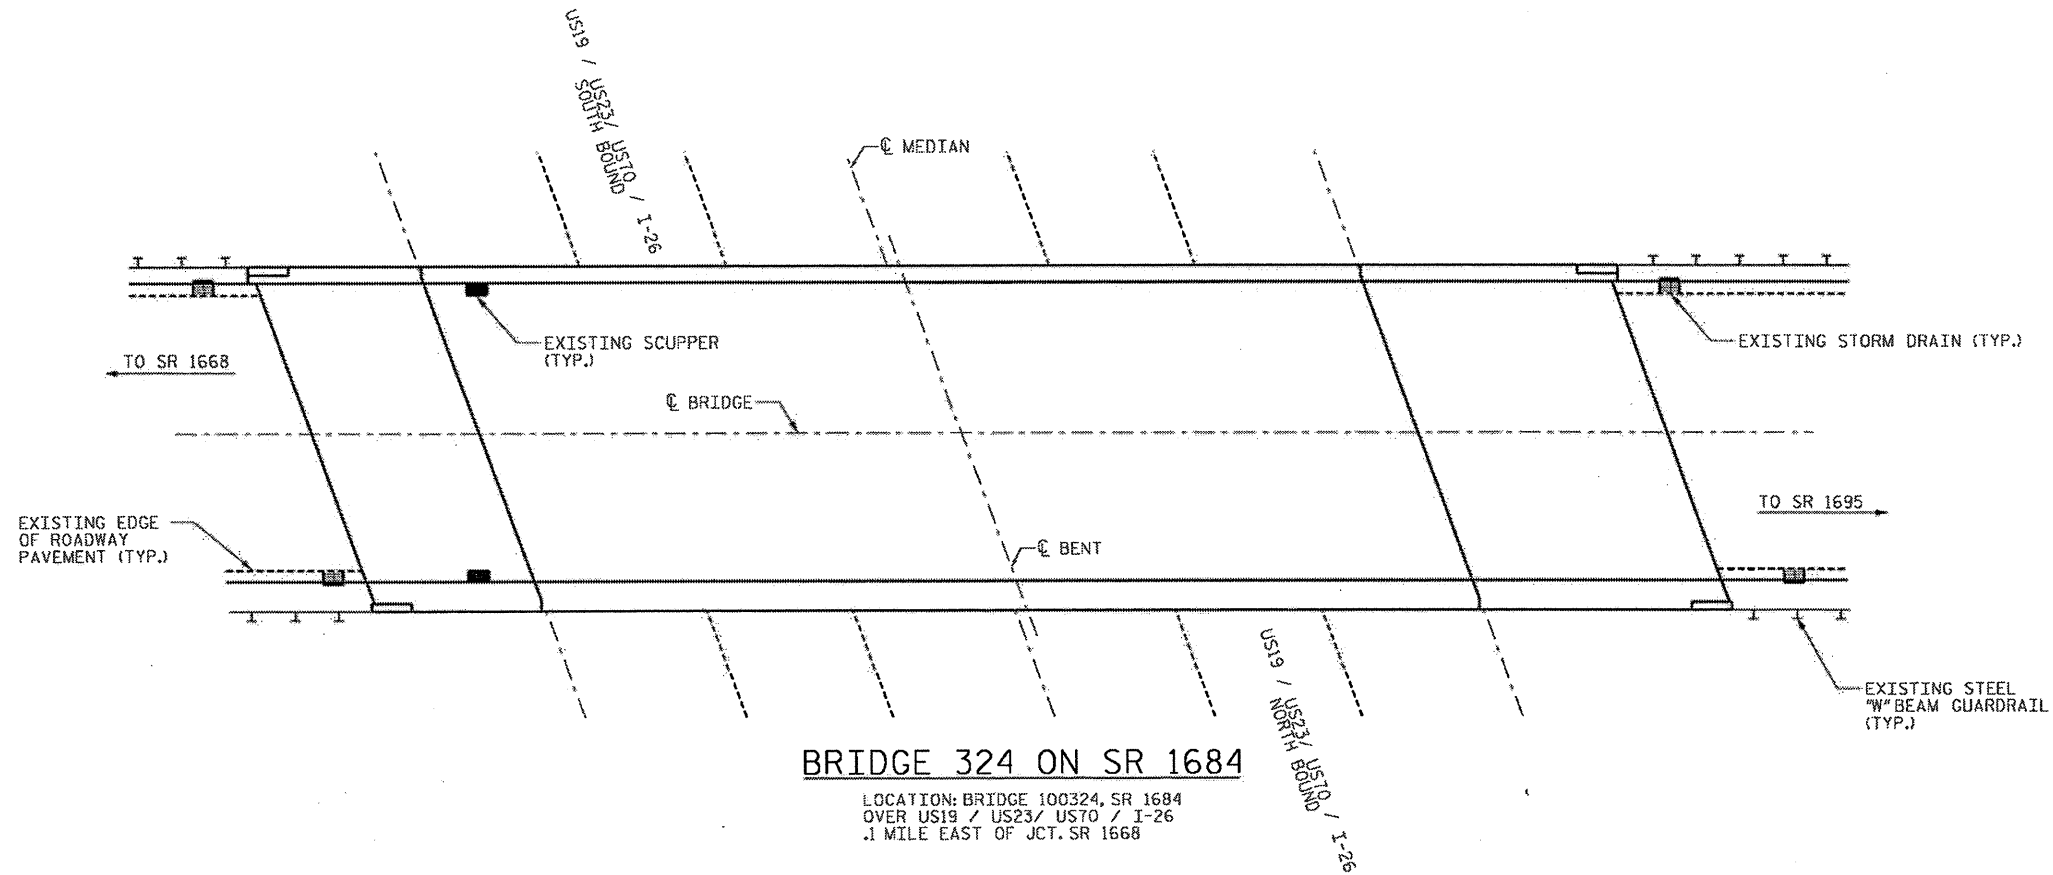 US19 / US23/ US70 / I-26
SOUTH BOUND
℄ MEDIAN
EXISTING SCUPPER
(TYP.)
EXISTING STORM DRAIN (TYP.)
TO SR 1668
℄ BRIDGE
TO SR 1695
EXISTING EDGE
OF ROADWAY
PAVEMENT (TYP.)
℄ BENT
US19 / US23/ US70 / I-26
NORTH BOUND
EXISTING STEEL
"W" BEAM GUARDRAIL
(TYP.)
BRIDGE 324 ON SR 1684
LOCATION: BRIDGE 100324, SR 1684
OVER US19 / US23/ US70 / I-26
.1 MILE EAST OF JCT. SR 1668